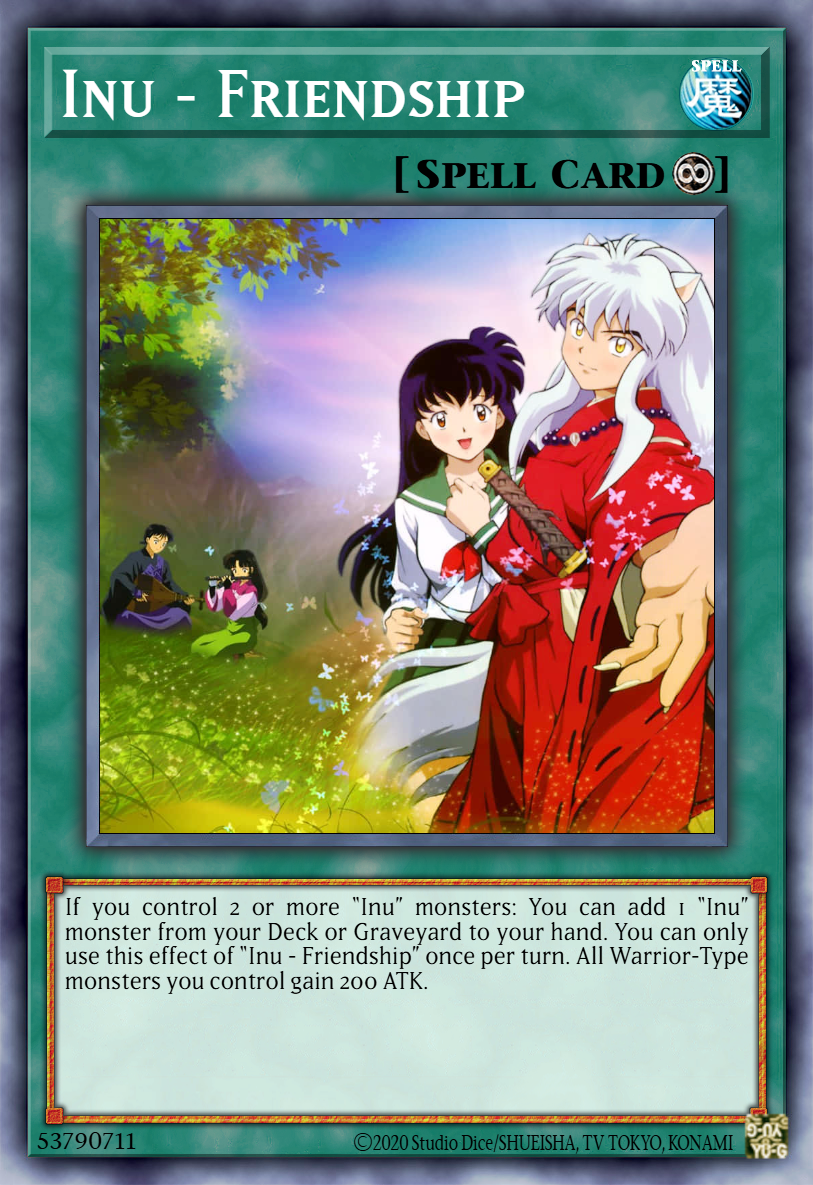 Inu - Friendship
SPELL
魔
[Spell Card]
If you control 2 or more "Inu" monsters: You can add 1 "Inu"
monster from your Deck or Graveyard to your hand. You can only
use this effect of "Inu - Friendship" once per turn. All Warrior-Type
monsters you control gain 200 ATK.
53790711
©2020 Studio Dice/SHUEISHA, TV TOKYO, KONAMI
YU-G